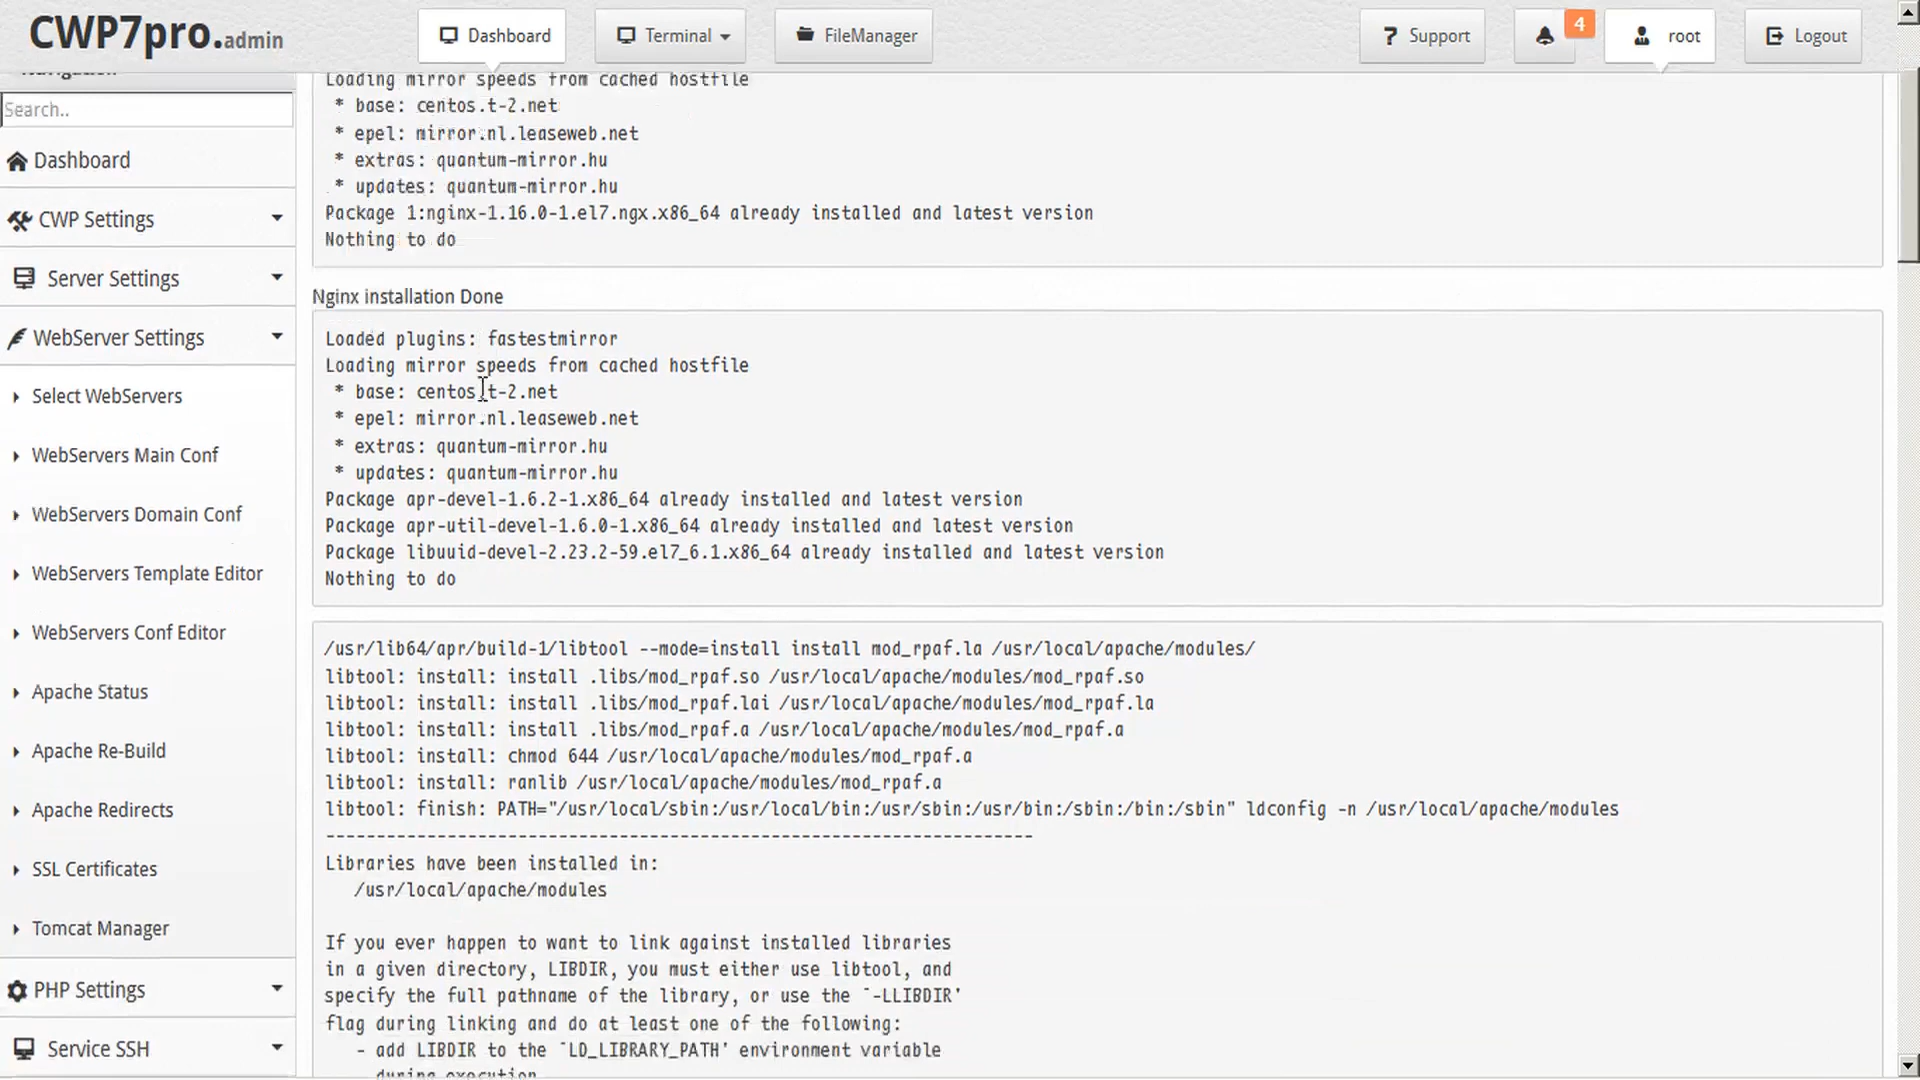 CWP7pro.admin
Dashboard
Terminal
FileManager
? Support
4
root
Logout
Navigation
Search..
Dashboard
CWP Settings
Server Settings
WebServer Settings
Select WebServers
WebServers Main Conf
WebServers Domain Conf
WebServers Template Editor
WebServers Conf Editor
Apache Status
Apache Re-Build
Apache Redirects
SSL Certificates
Tomcat Manager
PHP Settings
Service SSH
Loading mirror speeds from cached hostfile
* base: centos.t-2.net
* epel: mirror.nl.leaseweb.net
* extras: quantum-mirror.hu
* updates: quantum-mirror.hu
Package 1:nginx-1.16.0-1.el7.ngx.x86_64 already installed and latest version
Nothing to do
Nginx installation Done
Loaded plugins: fastestmirror
Loading mirror speeds from cached hostfile
* base: centos.t-2.net
* epel: mirror.nl.leaseweb.net
* extras: quantum-mirror.hu
* updates: quantum-mirror.hu
Package apr-devel-1.6.2-1.x86_64 already installed and latest version
Package apr-util-devel-1.6.0-1.x86_64 already installed and latest version
Package libuuid-devel-2.23.2-59.el7_6.1.x86_64 already installed and latest version
Nothing to do
/usr/lib64/apr/build-1/libtool --mode=install install mod_rpaf.la /usr/local/apache/modules/
libtool: install: install .libs/mod_rpaf.so /usr/local/apache/modules/mod_rpaf.so
libtool: install: install .libs/mod_rpaf.lai /usr/local/apache/modules/mod_rpaf.la
libtool: install: install .libs/mod_rpaf.a /usr/local/apache/modules/mod_rpaf.a
libtool: install: chmod 644 /usr/local/apache/modules/mod_rpaf.a
libtool: install: ranlib /usr/local/apache/modules/mod_rpaf.a
libtool: finish: PATH="/usr/local/sbin:/usr/local/bin:/usr/sbin:/usr/bin:/sbin:/bin:/sbin" ldconfig -n /usr/local/apache/modules
----------------------------------------------------------------------
Libraries have been installed in:
/usr/local/apache/modules
If you ever happen to want to link against installed libraries
in a given directory, LIBDIR, you must either use libtool, and
specify the full pathname of the library, or use the `-LLIBDIR'
flag during linking and do at least one of the following:
- add LIBDIR to the `LD_LIBRARY_PATH' environment variable
during execution